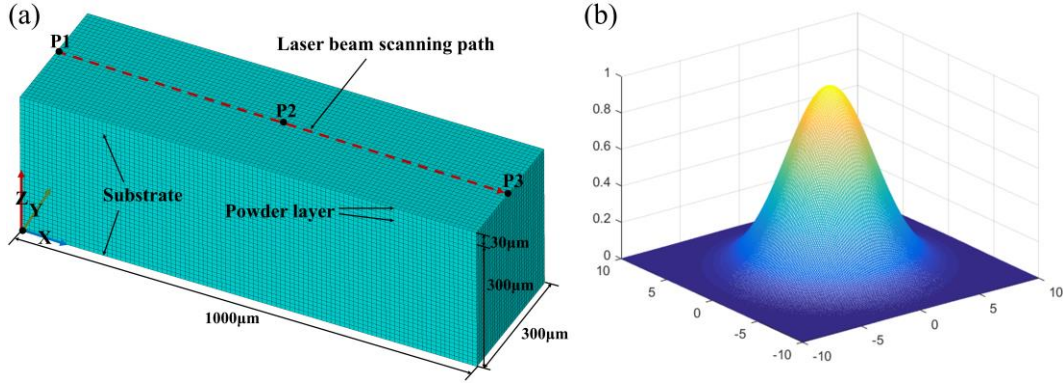 (a)
P1
Laser beam scanning path
P2
P3
Substrate
Powder layer
Z
Y
X
30μm
300μm
1000μm
300μm
(b)
1
0.8
0.6
0.4
0.2
0
10
5
0
-5
-10
-10
-5
0
5
10